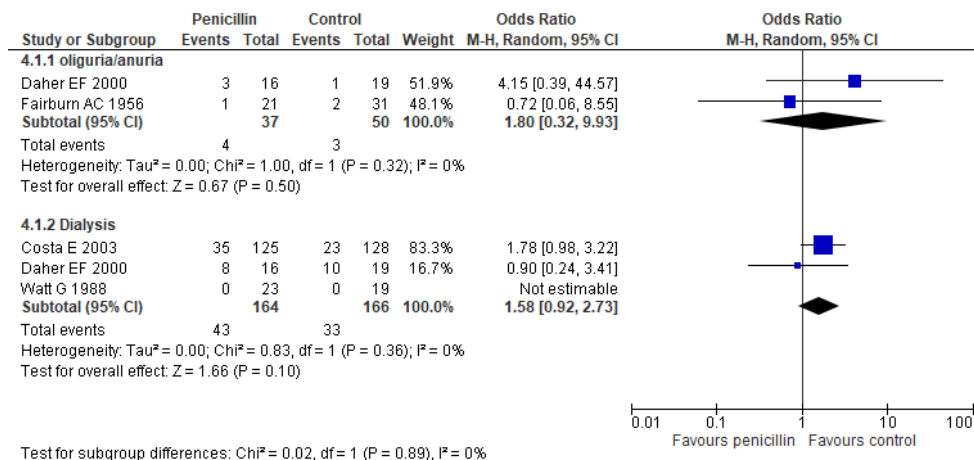 Penicillin Control Odds Ratio Odds Ratio
Study or Subgroup Events Total Events Total Weight M-H, Random, 95% CI M-H, Random, 95% CI
4.1.1 oliguria/anuria
Daher EF 2000 3 16 1 19 51.9% 4.15 [0.39, 44.57]
Fairburn AC 1956 1 21 2 31 48.1% 0.72 [0.06, 8.55]
Subtotal (95% CI) 37 50 100.0% 1.80 [0.32, 9.93]
Total events 4 3
Heterogeneity: Tau² = 0.00; Chi² = 1.00, df = 1 (P = 0.32); I² = 0%
Test for overall effect: Z = 0.67 (P = 0.50)
4.1.2 Dialysis
Costa E 2003 35 125 23 128 83.3% 1.78 [0.98, 3.22]
Daher EF 2000 8 16 10 19 16.7% 0.90 [0.24, 3.41]
Watt G 1988 0 23 0 19 Not estimable
Subtotal (95% CI) 164 166 100.0% 1.58 [0.92, 2.73]
Total events 43 33
Heterogeneity: Tau² = 0.00; Chi² = 0.83, df = 1 (P = 0.36); I² = 0%
Test for overall effect: Z = 1.66 (P = 0.10)
0.01 0.1 1 10 100
Favours penicillin Favours control
Test for subgroup differences: Chi² = 0.02, df = 1 (P = 0.89), I² = 0%